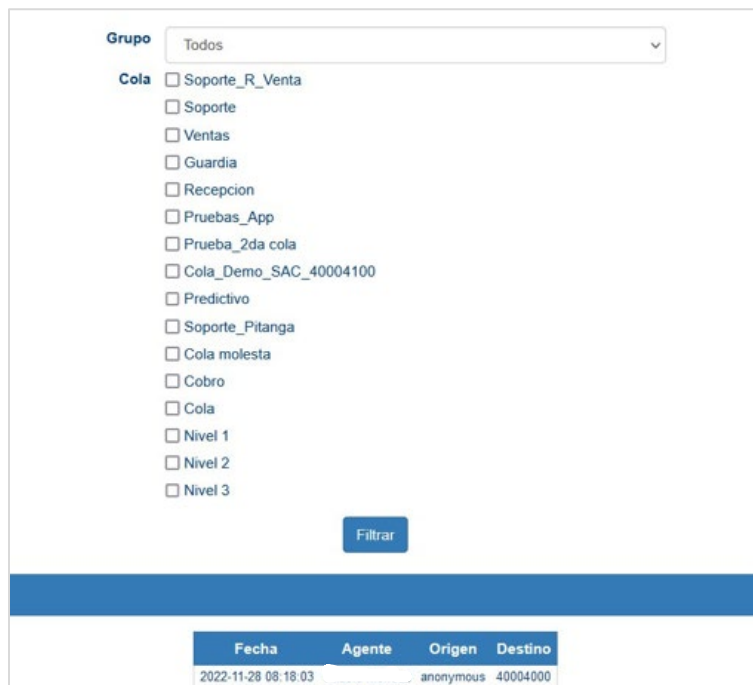 Grupo Todos
Cola Soporte_R_Venta
Soporte
Ventas
Guardia
Recepcion
Pruebas_App
Prueba_2da cola
Cola_Demo_SAC_40004100
Predictivo
Soporte_Pitanga
Cola molesta
Cobro
Cola
Nivel 1
Nivel 2
Nivel 3
Filtrar
Fecha Agente Origen Destino
2022-11-28 08:18:03 anonymous 40004000